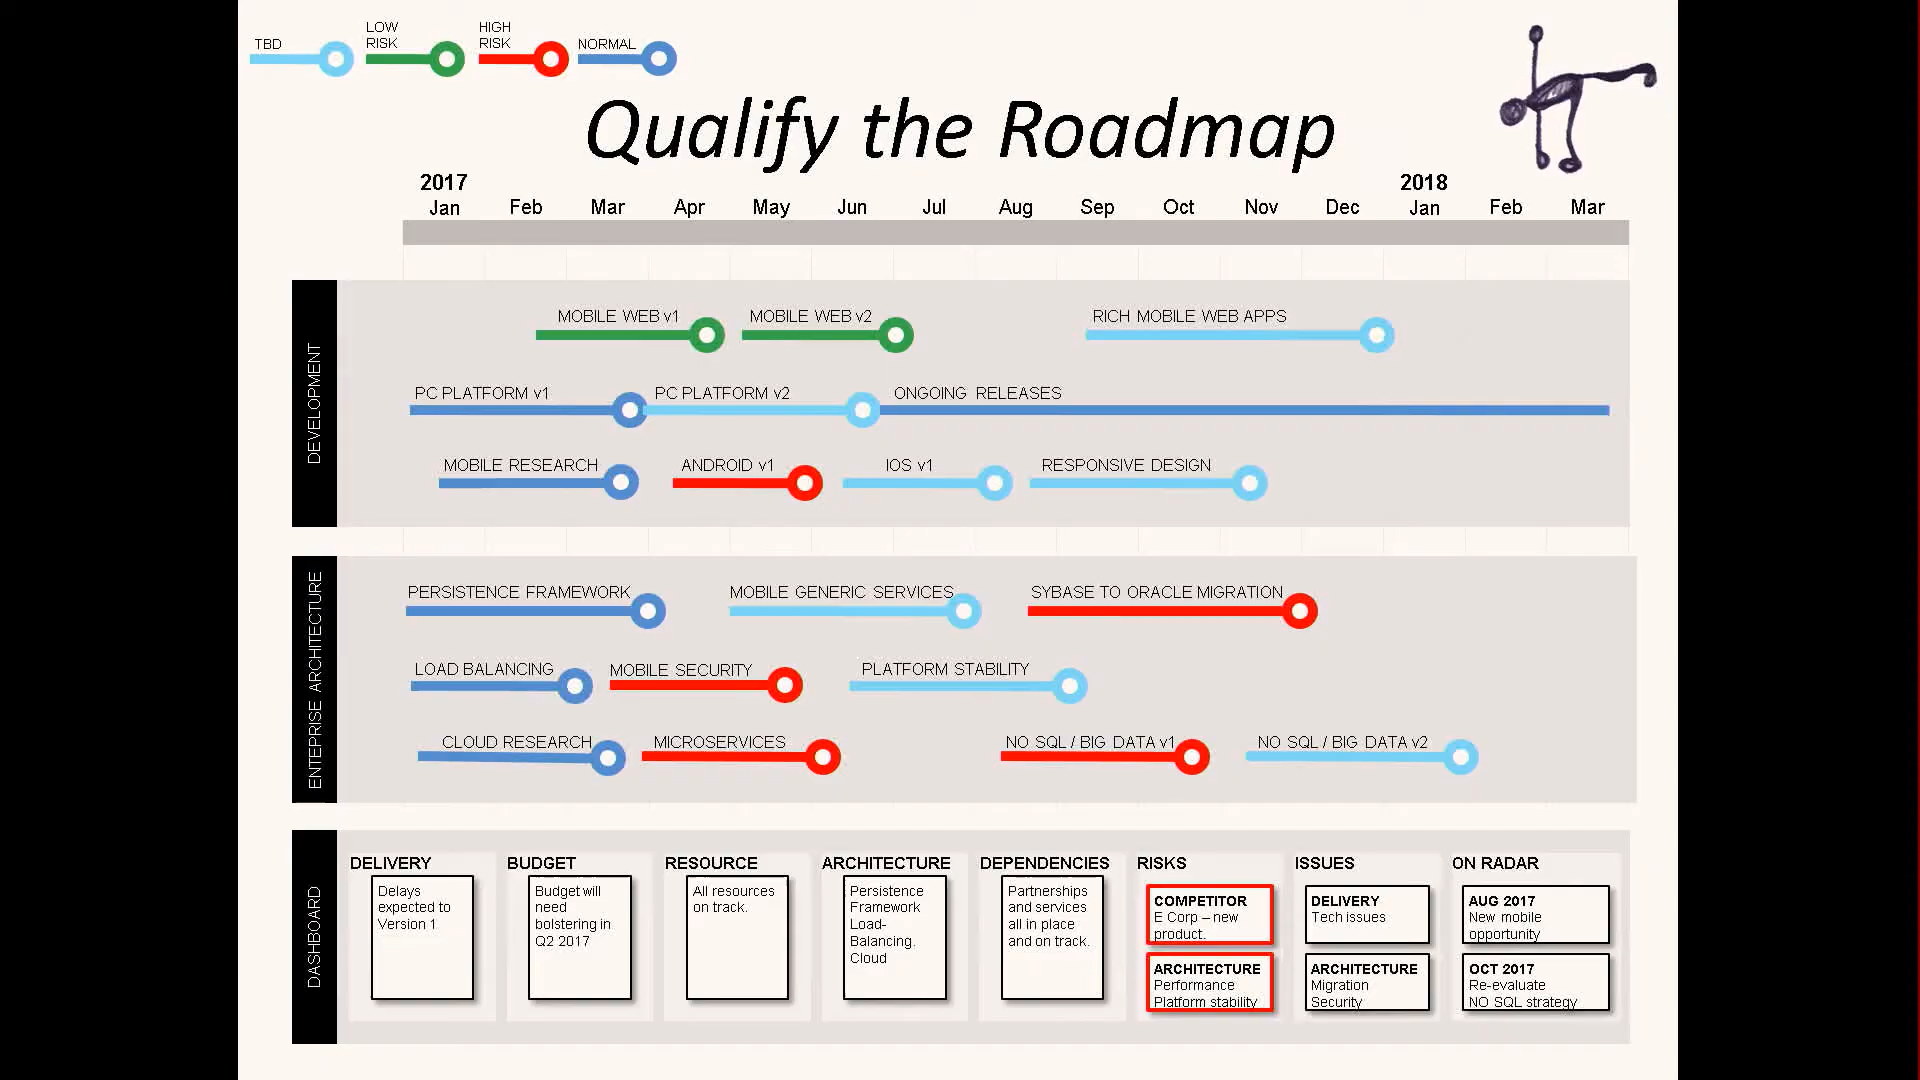 TBD
LOW
RISK
HIGH
RISK
NORMAL
Qualify the Roadmap
2017
2018
Jan Feb Mar Apr May Jun Jul Aug Sep Oct Nov Dec Jan Feb Mar
DEVELOPMENT
MOBILE WEB v1
MOBILE WEB v2
RICH MOBILE WEB APPS
PC PLATFORM v1
PC PLATFORM v2
ONGOING RELEASES
MOBILE RESEARCH
ANDROID v1
IOS v1
RESPONSIVE DESIGN
ENTEPRISE ARCHITECTURE
PERSISTENCE FRAMEWORK
MOBILE GENERIC SERVICES
SYBASE TO ORACLE MIGRATION
LOAD BALANCING
MOBILE SECURITY
PLATFORM STABILITY
CLOUD RESEARCH
MICROSERVICES
NO SQL / BIG DATA v1
NO SQL / BIG DATA v2
DASHBOARD
DELIVERY
Delays
expected to
Version 1
BUDGET
Budget will
need
bolstering in
Q2 2017
RESOURCE
All resources
on track.
ARCHITECTURE
Persistence
Framework
Load-
Balancing.
Cloud
DEPENDENCIES
Partnerships
and services
all in place
and on track.
RISKS
COMPETITOR
E Corp – new
product.
ARCHITECTURE
Performance
Platform stability
ISSUES
DELIVERY
Tech issues
ARCHITECTURE
Migration
Security
ON RADAR
AUG 2017
New mobile
opportunity
OCT 2017
Re-evaluate
NO SQL strategy